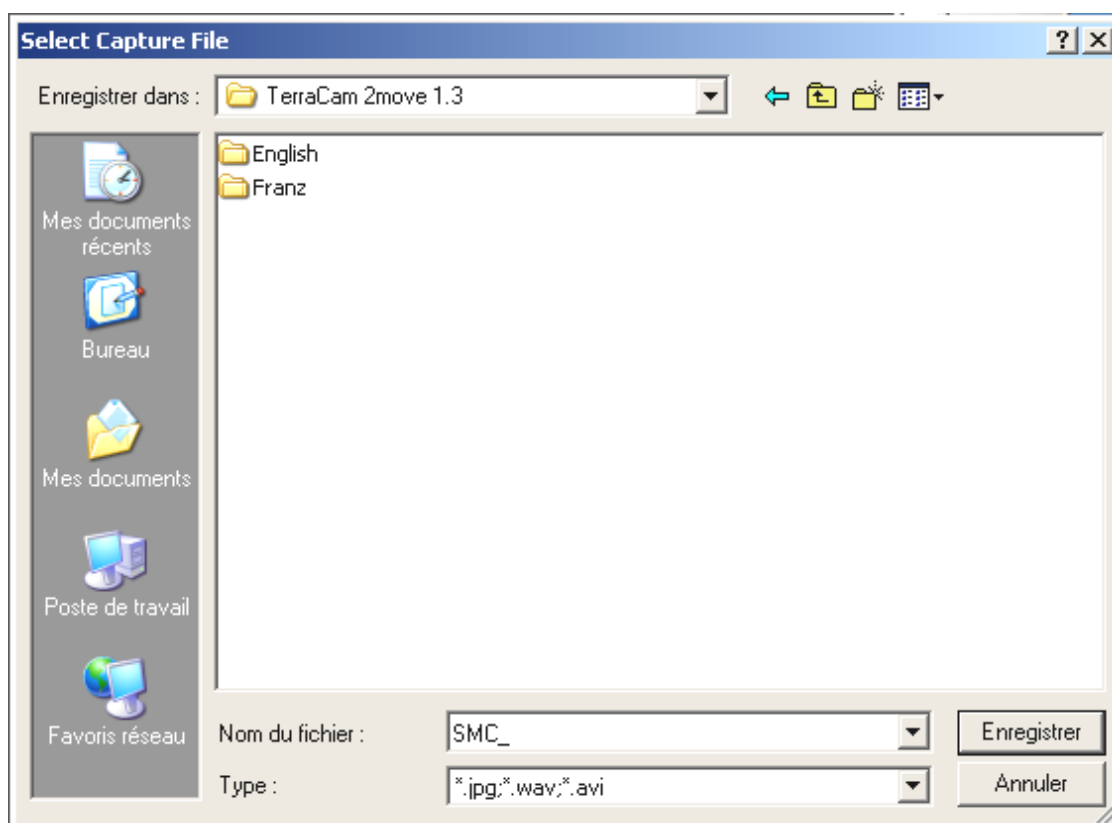 Select Capture File
Enregistrer dans :
TerraCam 2move 1.3
Mes documents
récents
Bureau
Mes documents
Poste de travail
Favoris réseau
English
Franz
Nom du fichier :
SMC_
Enregistrer
Type :
*.jpg;*.wav;*.avi
Annuler